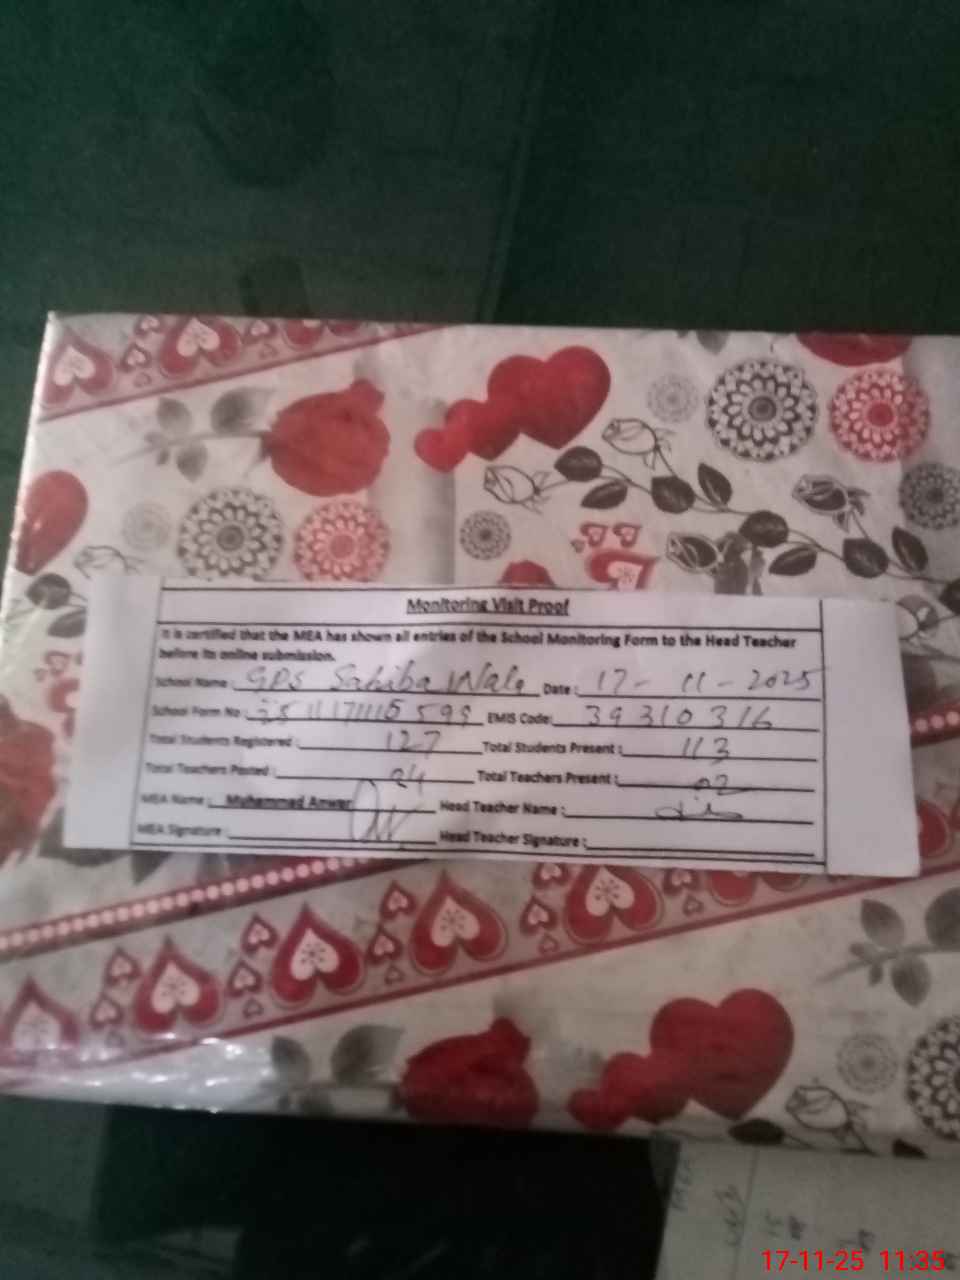 Monitoring Visit Proof
It is certified that the MEA has shown all entries of the School Monitoring Form to the Head Teacher
before its online submission.
School Name: GPS Sahiba Wala Date: 17-11-2025
School Form No: EMIS Code: 39310316
Total Students Registered: 127 Total Students Present: 113
Total Teachers Posted: 04 Total Teachers Present: 02
MEA Name: Muhammad Anwar Head Teacher Name:
MEA Signature: Head Teacher Signature:
17-11-25 11:35